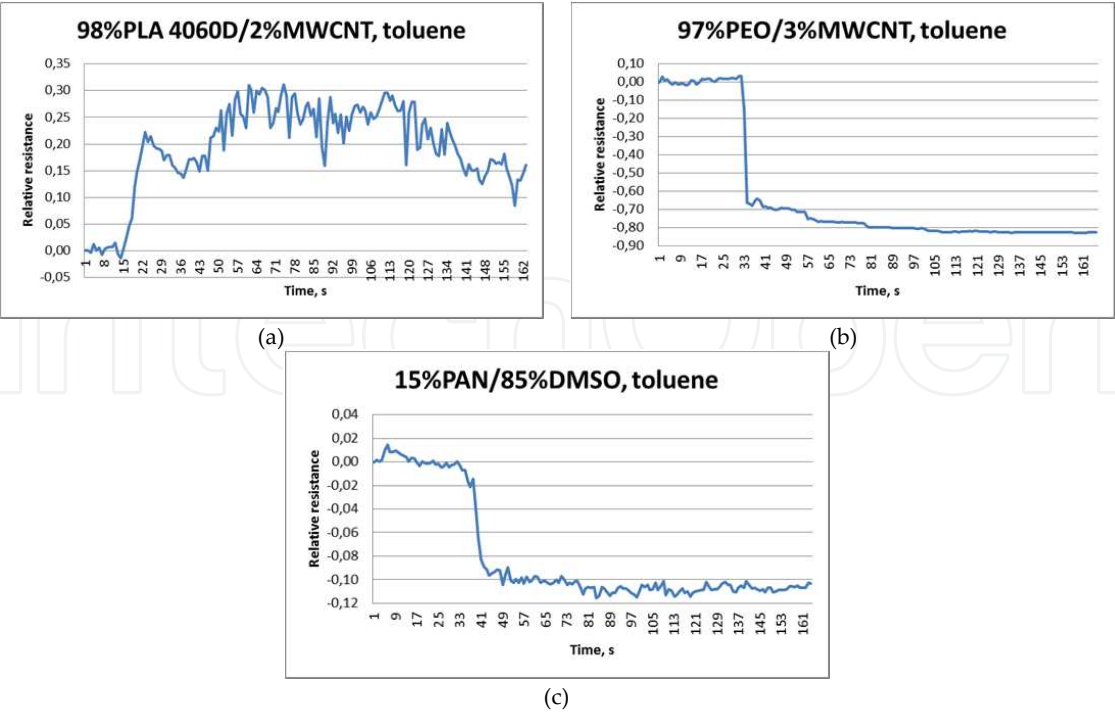 98%PLA 4060D/2%MWCNT, toluene
0,35
0,30
0,25
0,20
0,15
0,10
0,05
0,00
-0,05
Relative resistance
1 8 15 22 29 36 43 50 57 64 71 78 85 92 99 106 113 120 127 134 141 148 155 162
Time, s
(a)
97%PEO/3%MWCNT, toluene
0,10
0,00
-0,10
-0,20
-0,30
-0,40
-0,50
-0,60
-0,70
-0,80
-0,90
Relative resistance
1 9 17 25 33 41 49 57 65 73 81 89 97 105 113 121 129 137 145 153 161
Time, s
(b)
15%PAN/85%DMSO, toluene
0,04
0,02
0,00
-0,02
-0,04
-0,06
-0,08
-0,10
-0,12
Relative resistance
1 9 17 25 33 41 49 57 65 73 81 89 97 105 113 121 129 137 145 153 161
Time, s
(c)